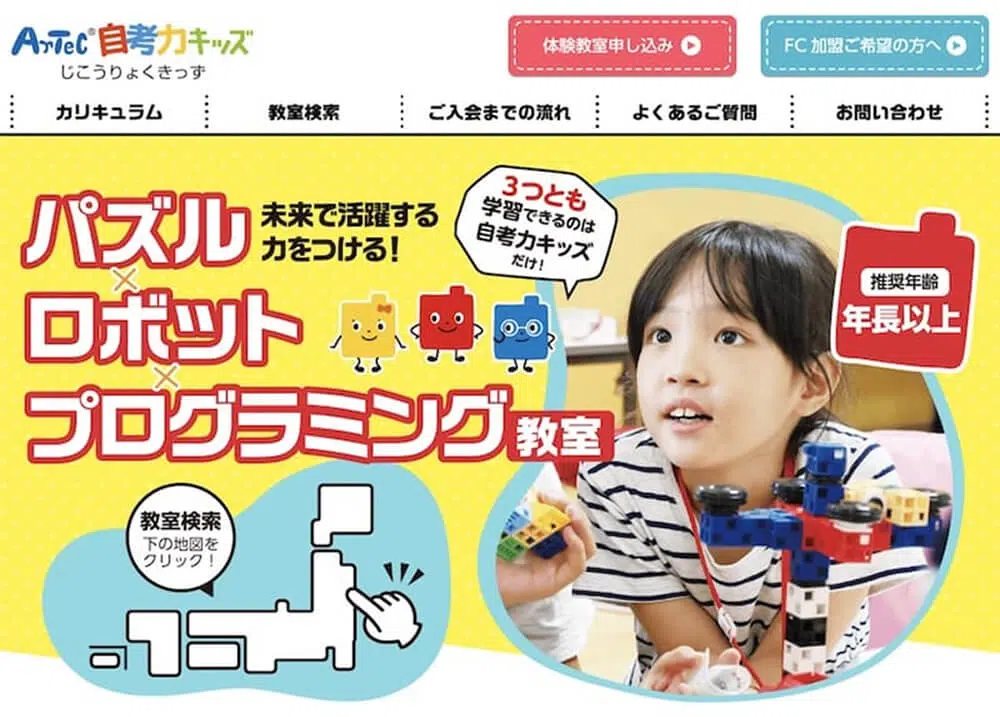 ArTeC® 自考力キッズ
じこうりょくきっず
体験教室申し込み
FC加盟ご希望の方へ
カリキュラム
教室検索
ご入会までの流れ
よくあるご質問
お問い合わせ
パズル
×
ロボット
×
プログラミング教室
未来で活躍する
力をつける!
3つとも
学習できるのは
自考力キッズ
だけ!
推奨年齢
年長以上
教室検索
下の地図を
クリック!